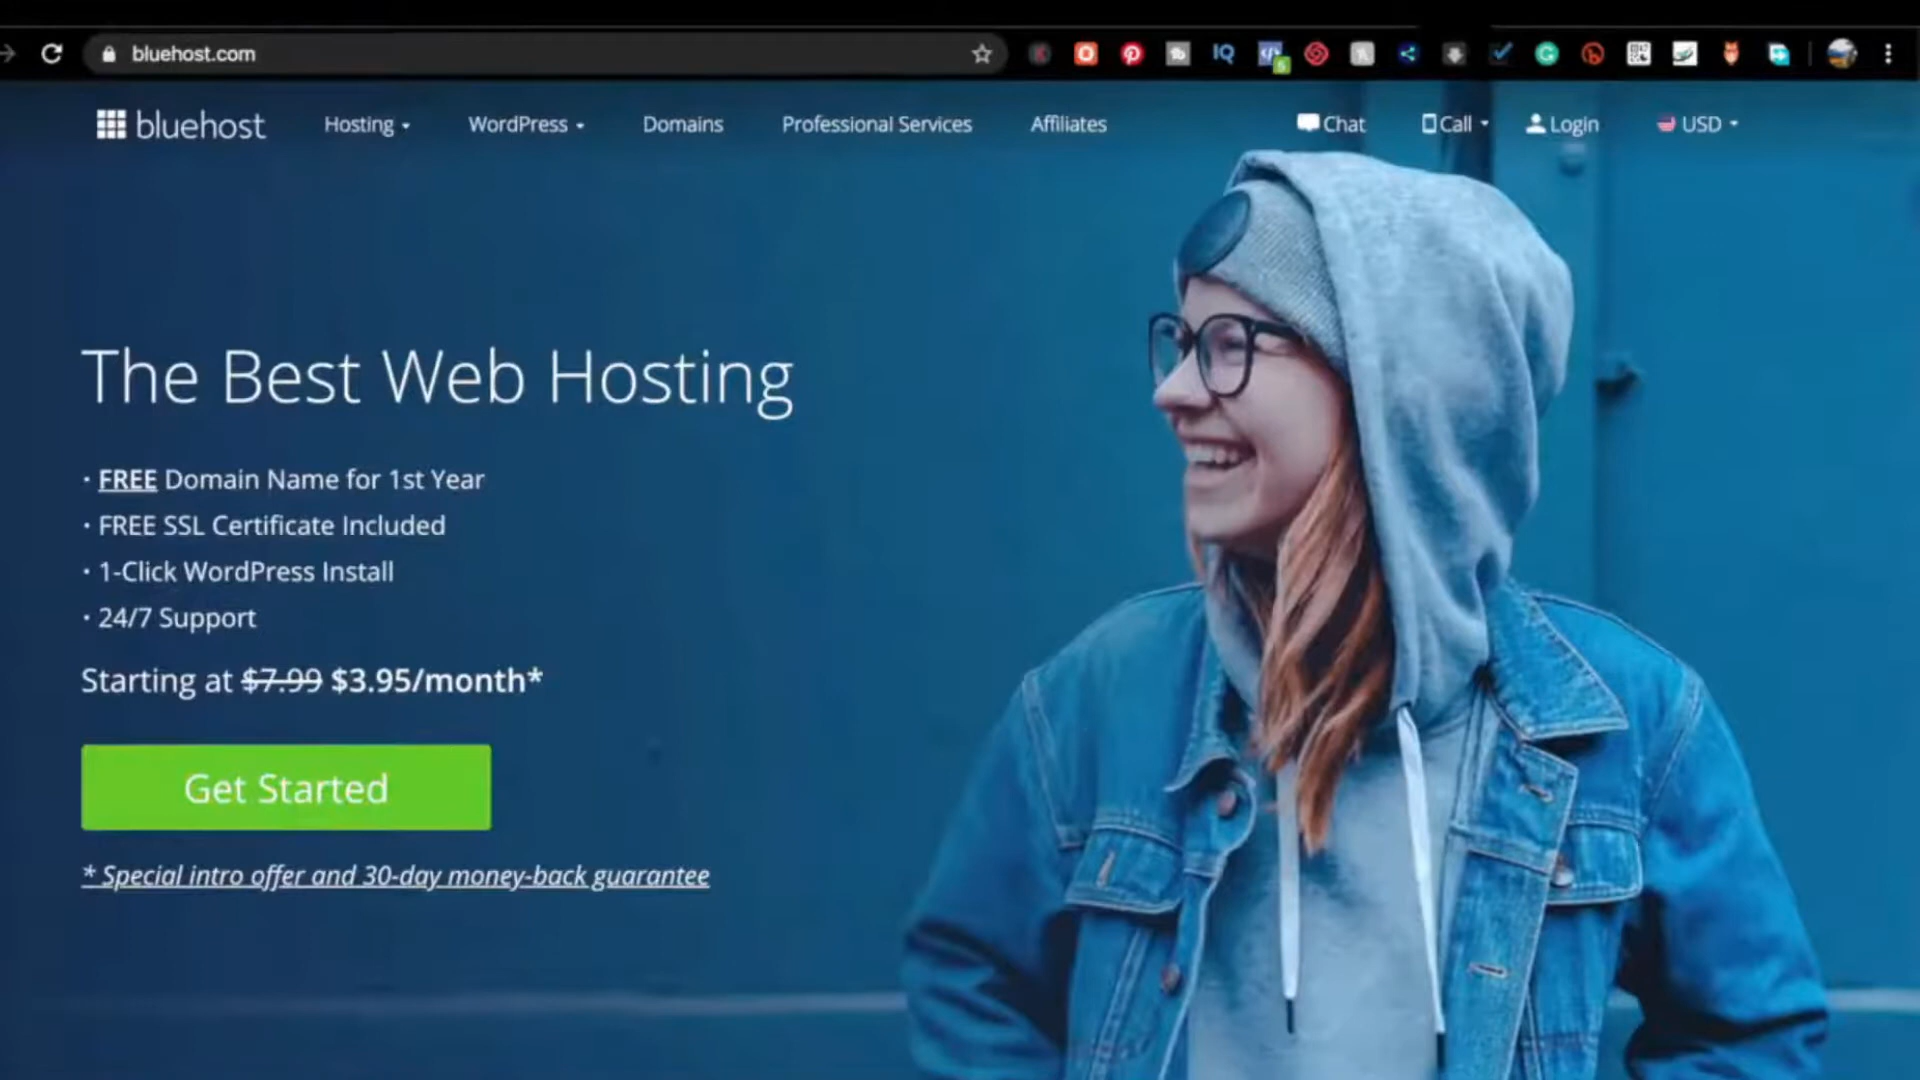 bluehost.com
IQ
5
bluehost
Hosting
WordPress
Domains
Professional Services
Affiliates
Chat
Call
Login
USD
The Best Web Hosting
· FREE Domain Name for 1st Year
· FREE SSL Certificate Included
· 1-Click WordPress Install
· 24/7 Support
Starting at $7.99 $3.95/month*
Get Started
* Special intro offer and 30-day money-back guarantee